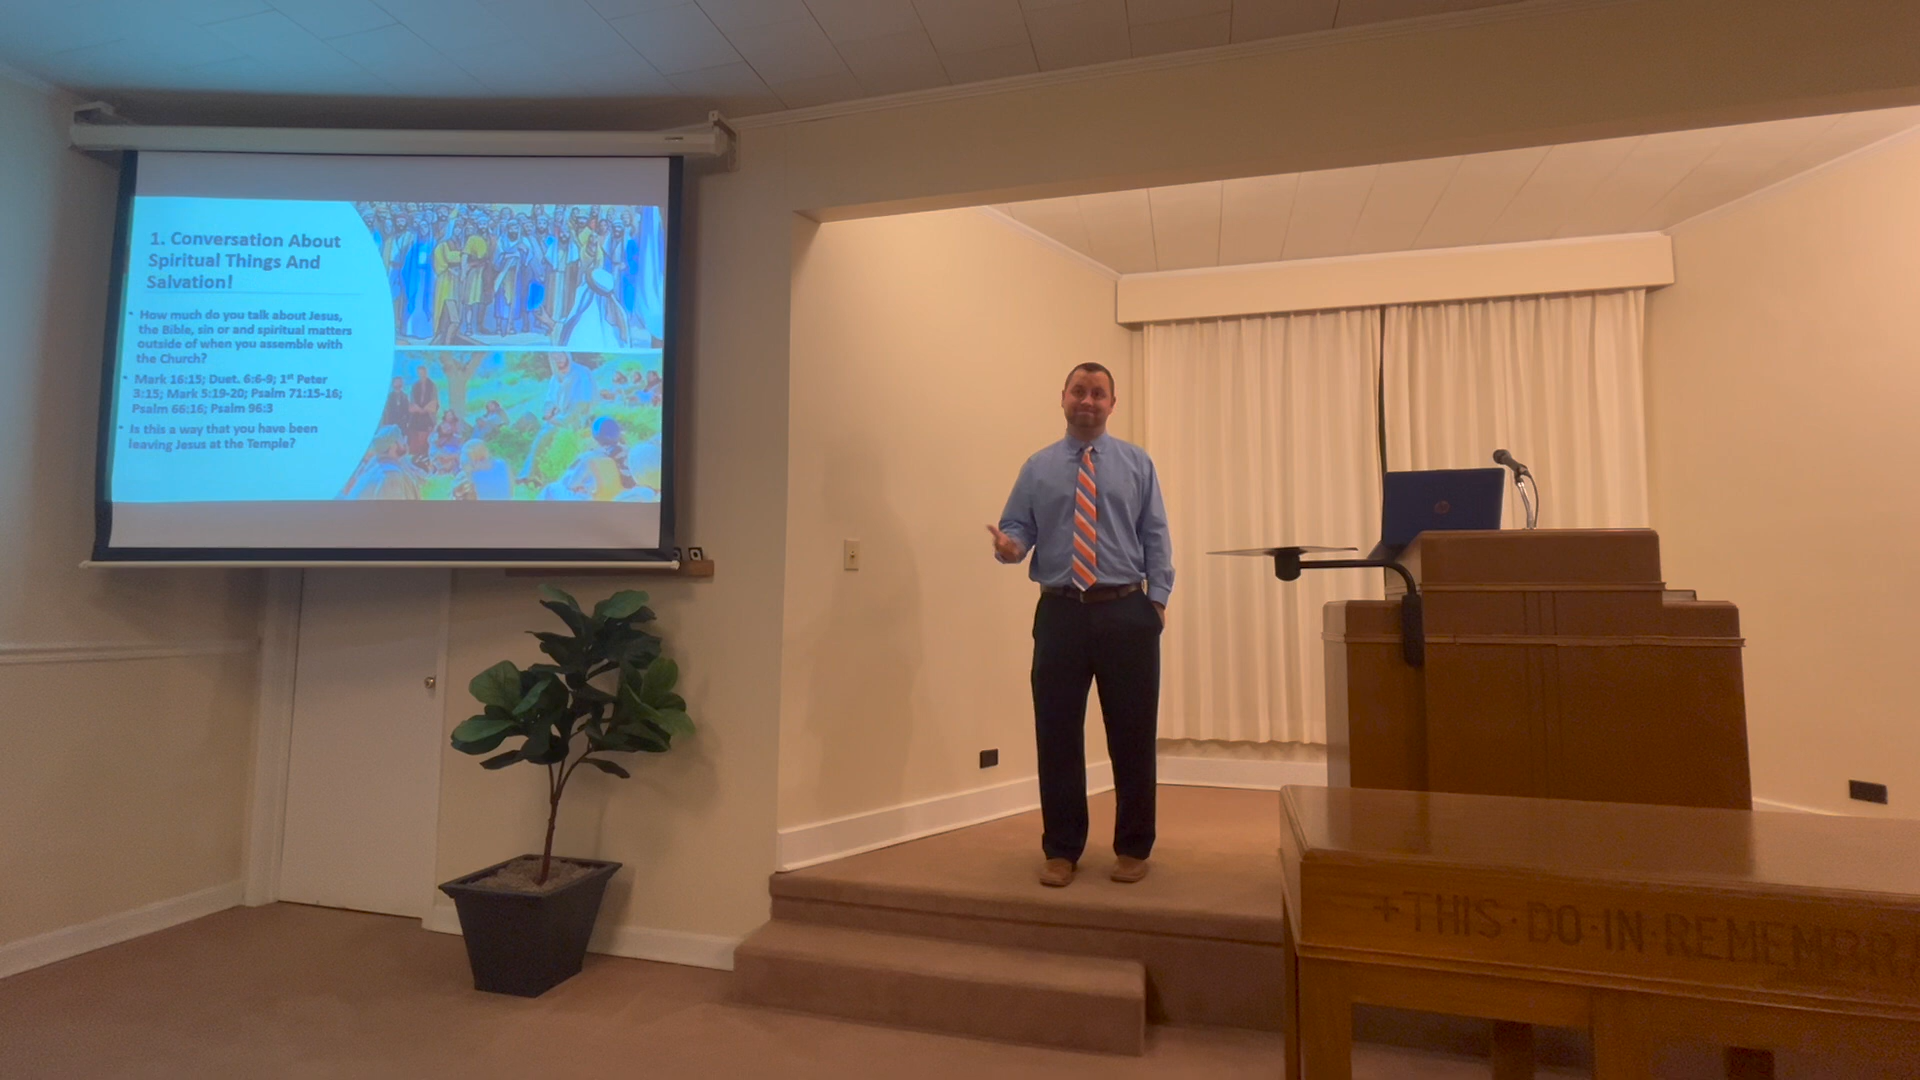 1. Conversation About
Spiritual Things And
Salvation!
• How much do you talk about Jesus,
the Bible, sin or and spiritual matters
outside of when you assemble with
the Church?
• Mark 16:15; Duet. 6:6-9; 1st Peter
3:15; Mark 5:19-20; Psalm 71:15-16;
Psalm 66:16; Psalm 96:3
• Is this a way that you have been
leaving Jesus at the Temple?
hp
+THIS·DO·IN·REMEMBRA